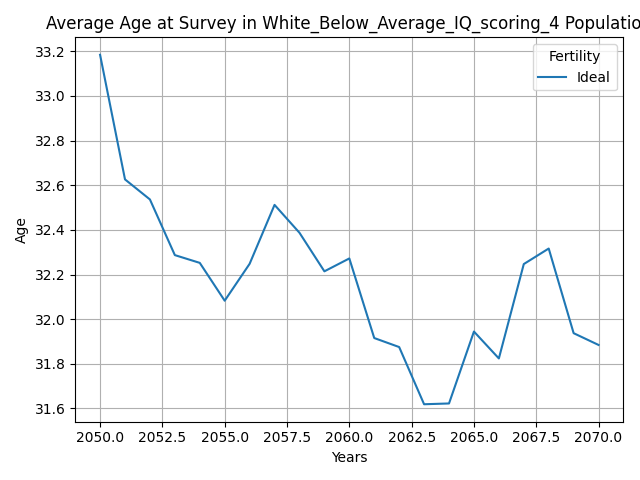 Average Age at Survey in White_Below_Average_IQ_scoring_4 Populatio
33.2
33.0
32.8
32.6
32.4
32.2
32.0
31.8
31.6
Age
Fertility
Ideal
2050.0 2052.5 2055.0 2057.5 2060.0 2062.5 2065.0 2067.5 2070.0
Years